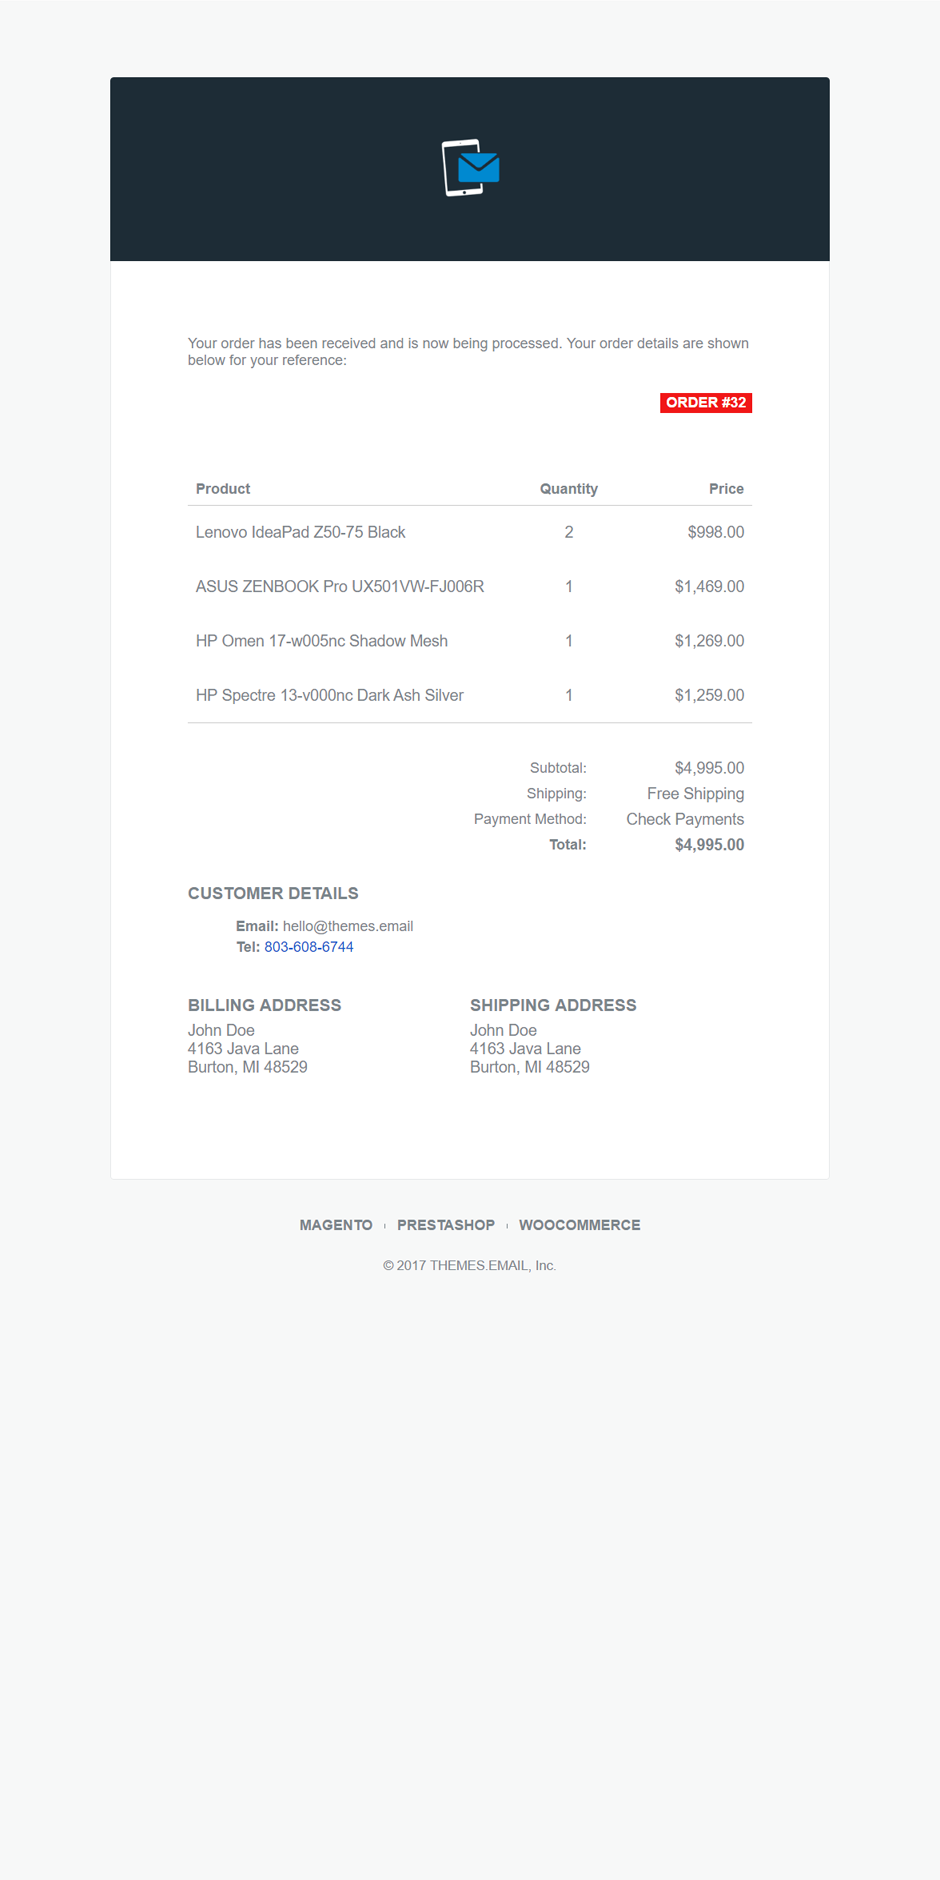 Your order has been received and is now being processed. Your order details are shown
below for your reference:
ORDER #32
Product Quantity Price
Lenovo IdeaPad Z50-75 Black 2 $998.00
ASUS ZENBOOK Pro UX501VW-FJ006R 1 $1,469.00
HP Omen 17-w005nc Shadow Mesh 1 $1,269.00
HP Spectre 13-v000nc Dark Ash Silver 1 $1,259.00
Subtotal: $4,995.00
Shipping: Free Shipping
Payment Method: Check Payments
Total: $4,995.00
CUSTOMER DETAILS
Email: hello@themes.email
Tel: 803-608-6744
BILLING ADDRESS
John Doe
4163 Java Lane
Burton, MI 48529
SHIPPING ADDRESS
John Doe
4163 Java Lane
Burton, MI 48529
MAGENTO PRESTASHOP WOOCOMMERCE
© 2017 THEMES.EMAIL, Inc.